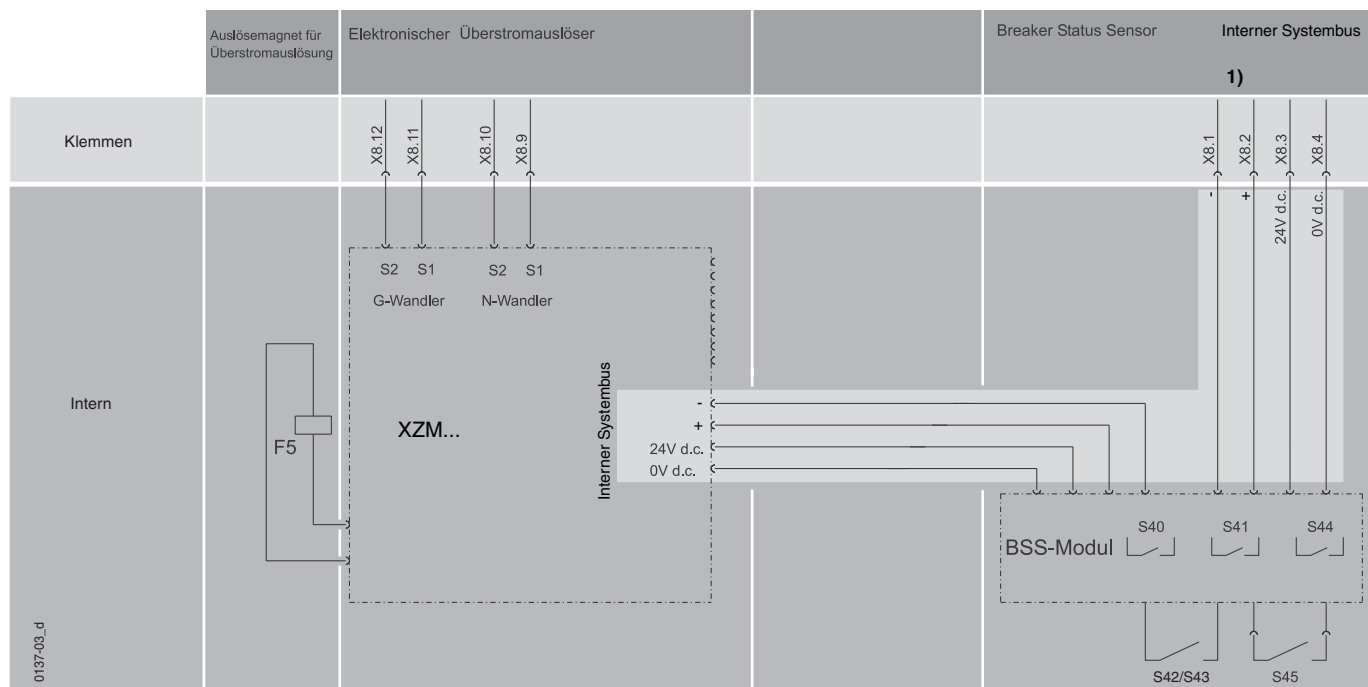 Auslösemagnet für
Überstromauslösung
Elektronischer Überstromauslöser
Breaker Status Sensor
Interner Systembus
1)
Klemmen
X8.12
X8.11
X8.10
X8.9
X8.1
X8.2
X8.3
X8.4
-
+
24V d.c.
0V d.c.
S2 S1 S2 S1
G-Wandler N-Wandler
Intern
F5
XZM...
Interner Systembus
-
+
24V d.c.
0V d.c.
BSS-Modul
S40
S41
S44
S42/S43
S45
0137-03_d